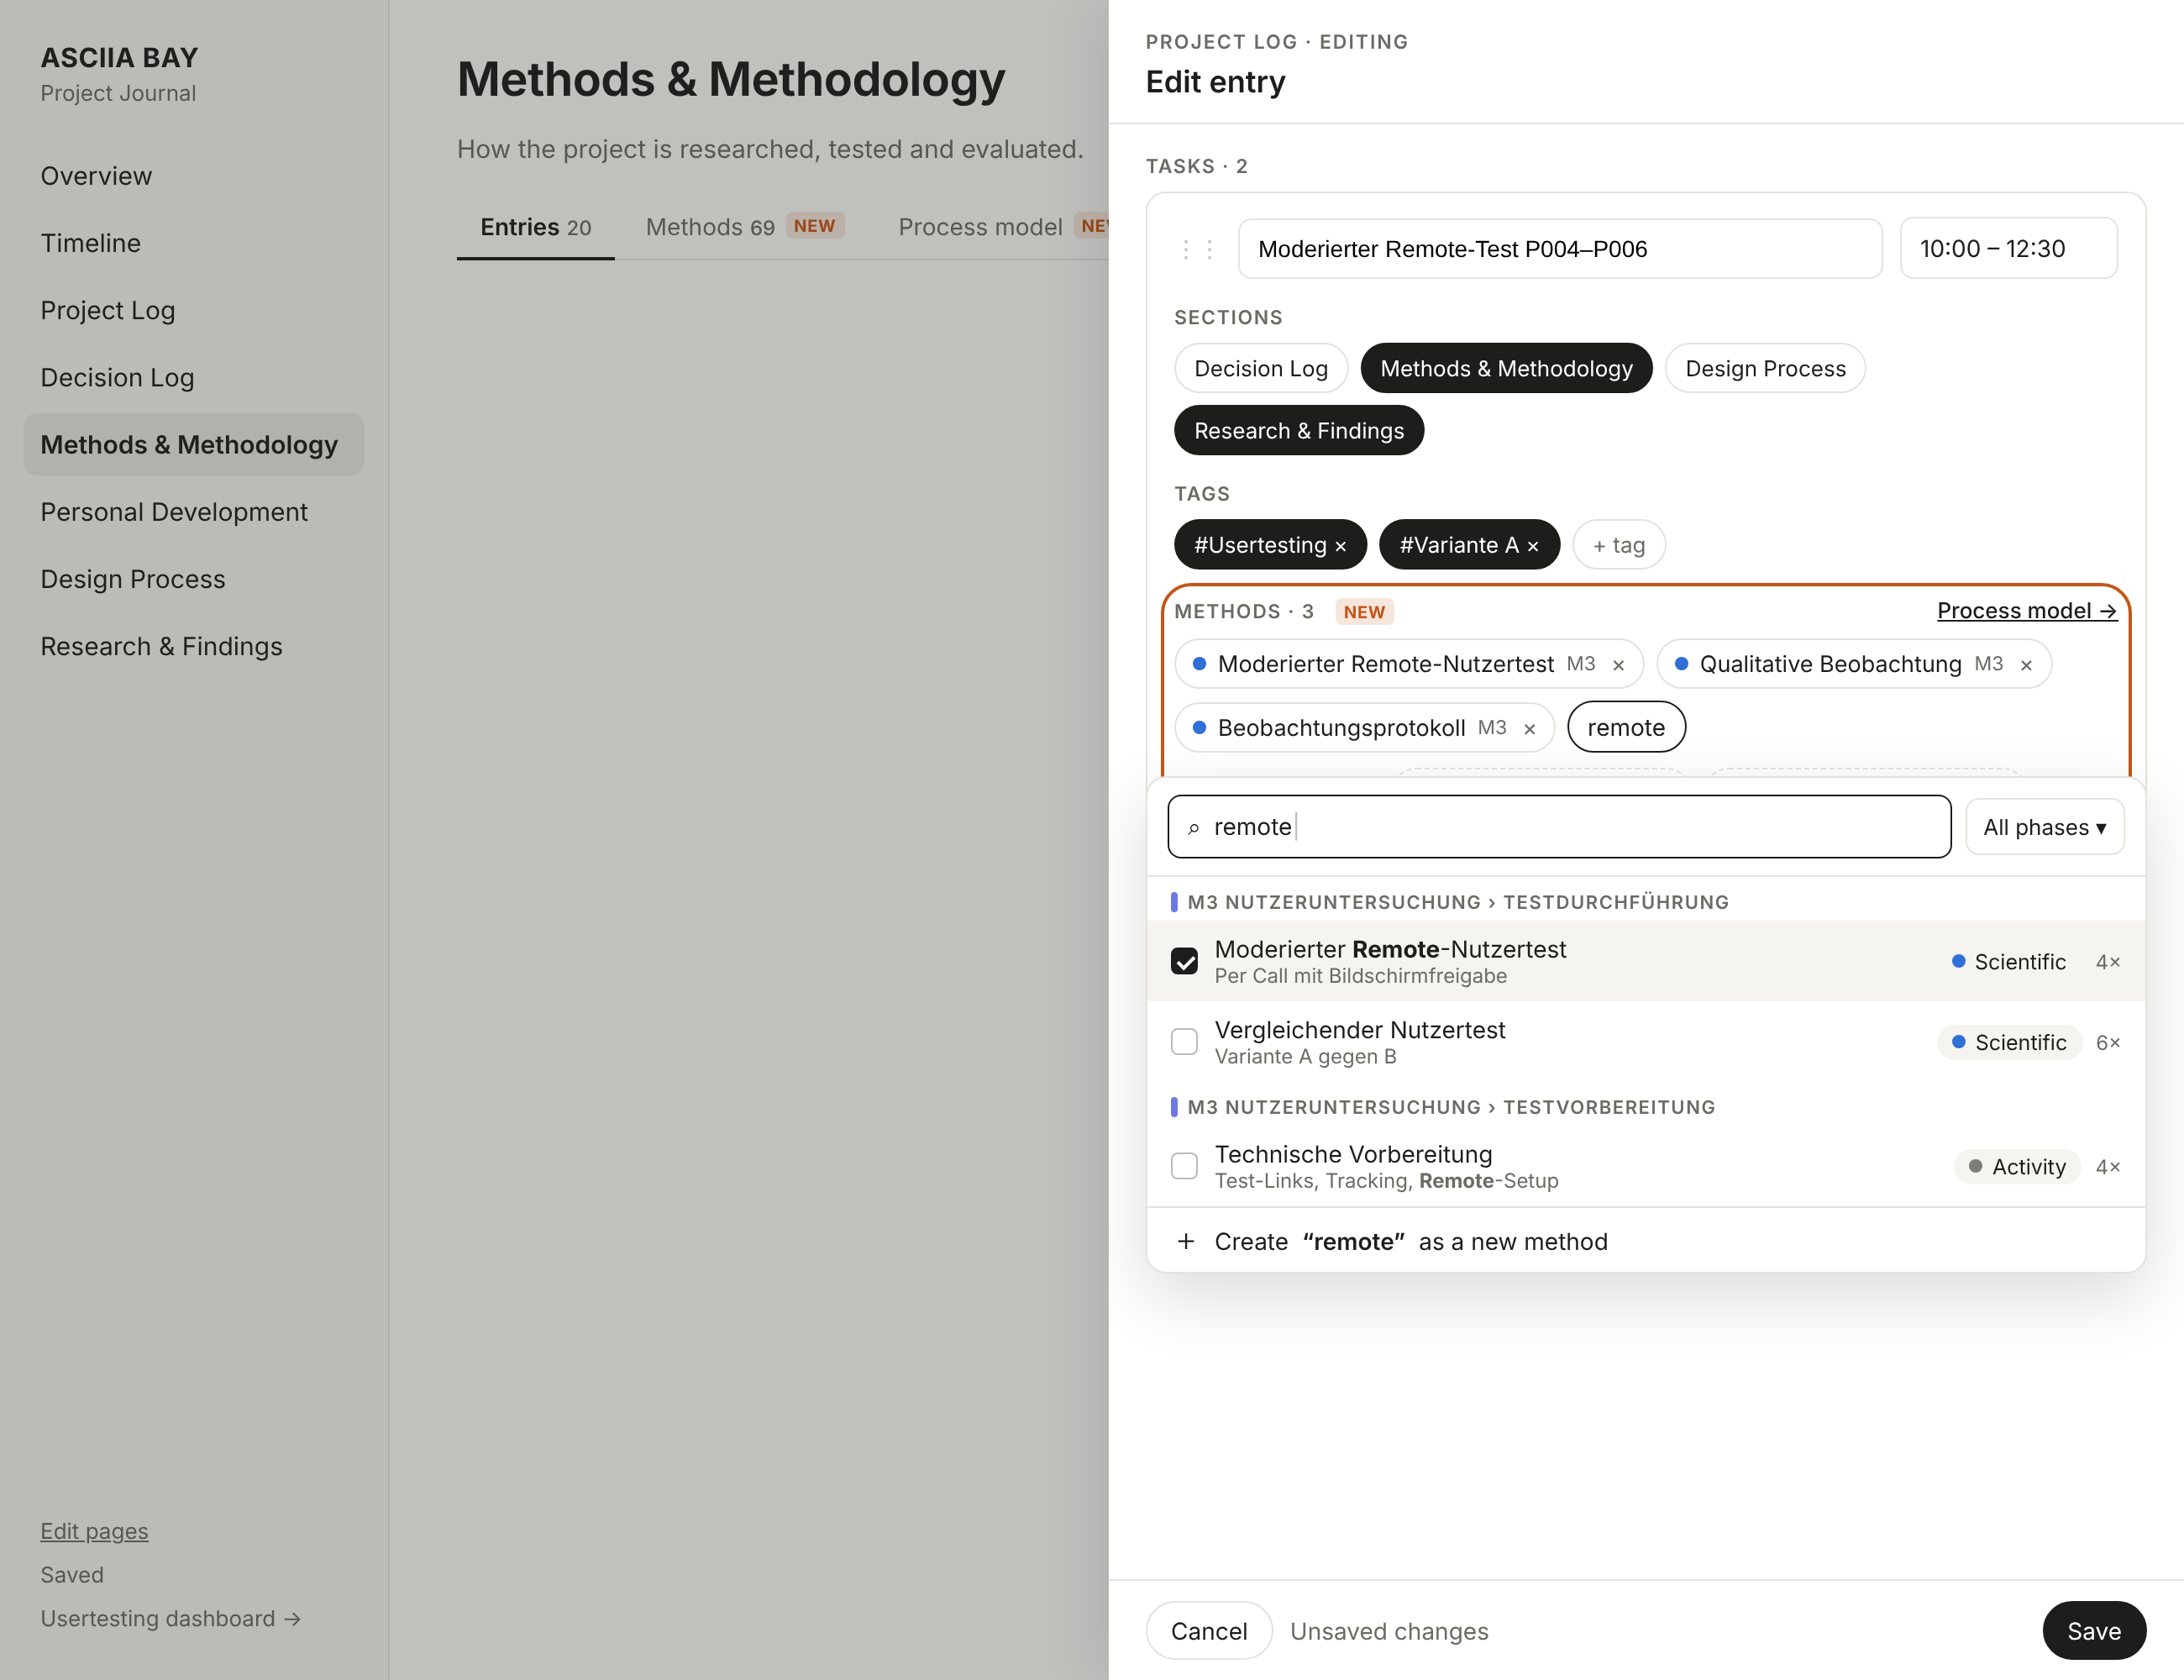 ASCIIA BAY
Project Journal
Overview
Timeline
Project Log
Decision Log
Methods & Methodology
Personal Development
Design Process
Research & Findings
Edit pages
Saved
Usertesting dashboard →
Methods & Methodology
How the project is researched, tested and evaluated.
Entries 20 Methods 69 NEW Process model NEW
PROJECT LOG · EDITING
Edit entry
TASKS · 2
Moderierter Remote-Test P004–P006 10:00 – 12:30
SECTIONS
Decision Log Methods & Methodology Design Process
Research & Findings
TAGS
#Usertesting × #Variante A × + tag
METHODS · 3 NEW Process model →
Moderierter Remote-Nutzertest M3 × Qualitative Beobachtung M3 ×
Beobachtungsprotokoll M3 × remote
remote All phases ▾
M3 NUTZERUNTERSUCHUNG › TESTDURCHFÜHRUNG
Moderierter Remote-Nutzertest
Per Call mit Bildschirmfreigabe
Scientific 4×
Vergleichender Nutzertest
Variante A gegen B
Scientific 6×
M3 NUTZERUNTERSUCHUNG › TESTVORBEREITUNG
Technische Vorbereitung
Test-Links, Tracking, Remote-Setup
Activity 4×
+ Create “remote” as a new method
Cancel Unsaved changes Save